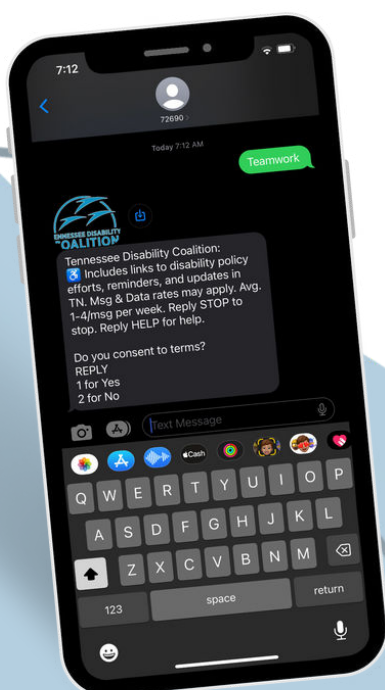 7:12
72690 >
Today 7:12 AM
Teamwork
TENNESSEE DISABILITY
COALITION
Tennessee Disability Coalition:
♿ Includes links to disability policy
efforts, reminders, and updates in
TN. Msg & Data rates may apply. Avg.
1-4/msg per week. Reply STOP to
stop. Reply HELP for help.
Do you consent to terms?
REPLY
1 for Yes
2 for No
Text Message
Cash
Q W E R T Y U I O P
A S D F G H J K L
Z X C V B N M
123 space return